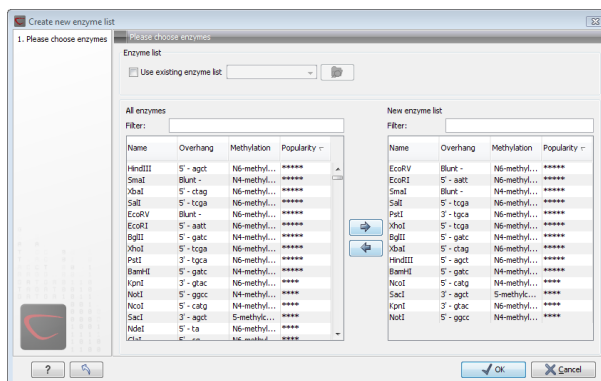 Create new enzyme list
1. Please choose enzymes
Please choose enzymes
Enzyme list
Use existing enzyme list
All enzymes
Filter:
Name Overhang Methylation Popularity
HindIII 5' - agct N6-methyl... *****
SmaI Blunt - N4-methyl... *****
XbaI 5' - ctag N6-methyl... *****
SalI 5' - tcga N6-methyl... *****
EcoRV Blunt - N6-methyl... *****
EcoRI 5' - aatt N6-methyl... *****
BglII 5' - gatc N4-methyl... *****
XhoI 5' - tcga N6-methyl... *****
PstI 3' - tgca N6-methyl... *****
BamHI 5' - gatc N4-methyl... *****
KpnI 3' - gtac N6-methyl... ****
NotI 5' - ggcc N4-methyl... ****
NcoI 5' - catg N4-methyl... ****
SacI 3' - agct 5-methylc... ****
NdeI 5' - ta N6-methyl... ****
New enzyme list
Filter:
Name Overhang Methylation Popularity
EcoRV Blunt - N6-methyl... *****
EcoRI 5' - aatt N6-methyl... *****
SmaI Blunt - N4-methyl... *****
SalI 5' - tcga N6-methyl... *****
PstI 3' - tgca N6-methyl... *****
XhoI 5' - tcga N6-methyl... *****
BglII 5' - gatc N4-methyl... *****
XbaI 5' - ctag N6-methyl... *****
HindIII 5' - agct N6-methyl... *****
BamHI 5' - gatc N4-methyl... *****
NcoI 5' - catg N4-methyl... ****
SacI 3' - agct 5-methylc... ****
KpnI 3' - gtac N6-methyl... ****
NotI 5' - ggcc N4-methyl... ****
?
OK
Cancel